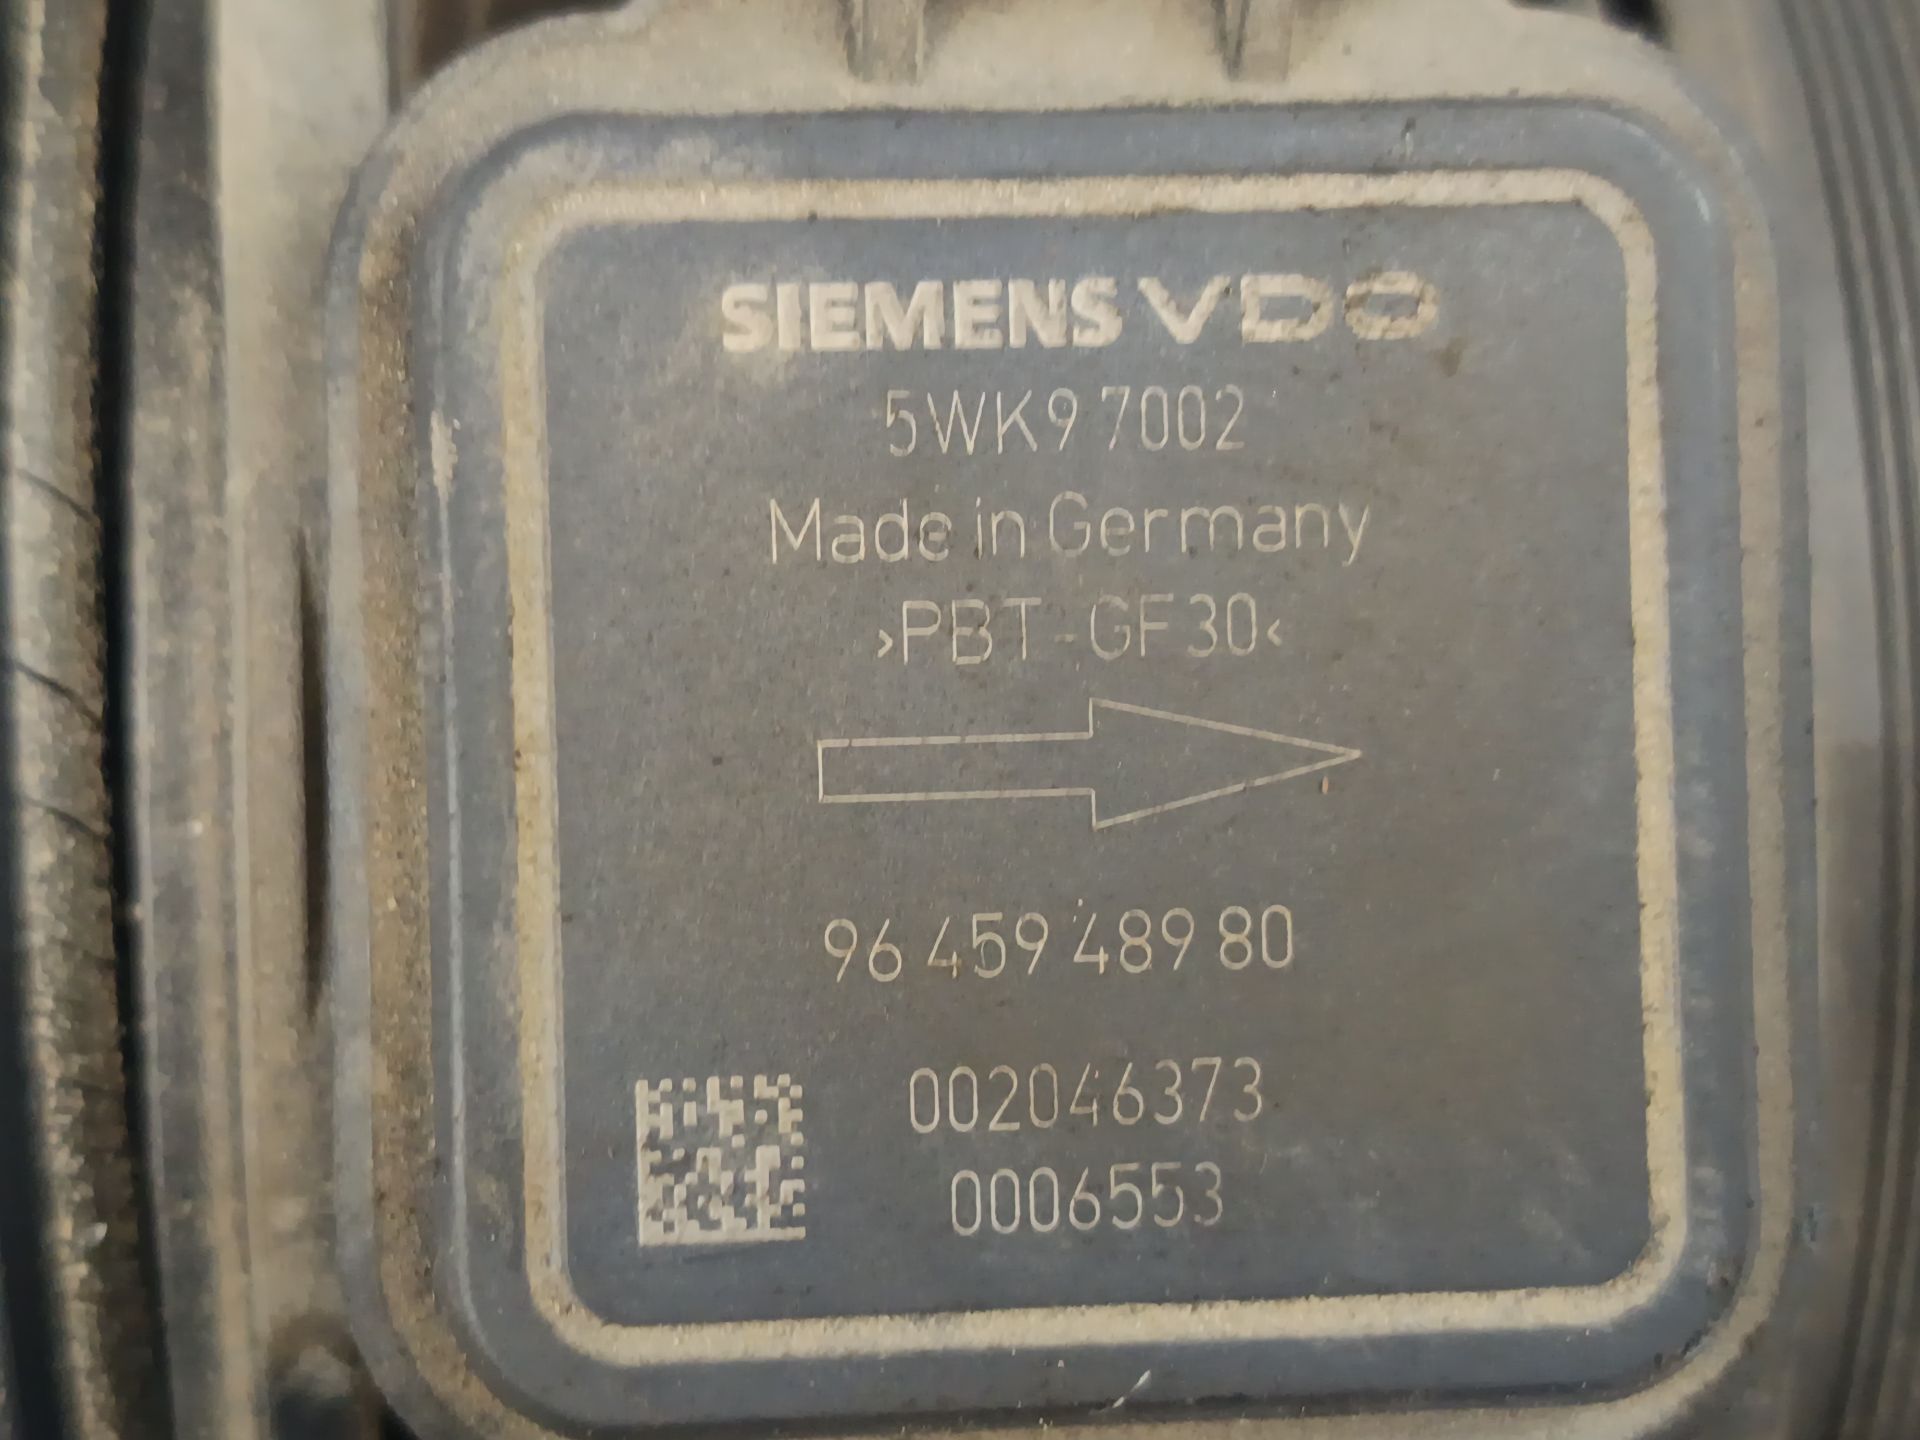 SIEMENS VDO
5WK9 7002
Made in Germany
>PBT-GF30<
96 459 489 80
002046373
0006553